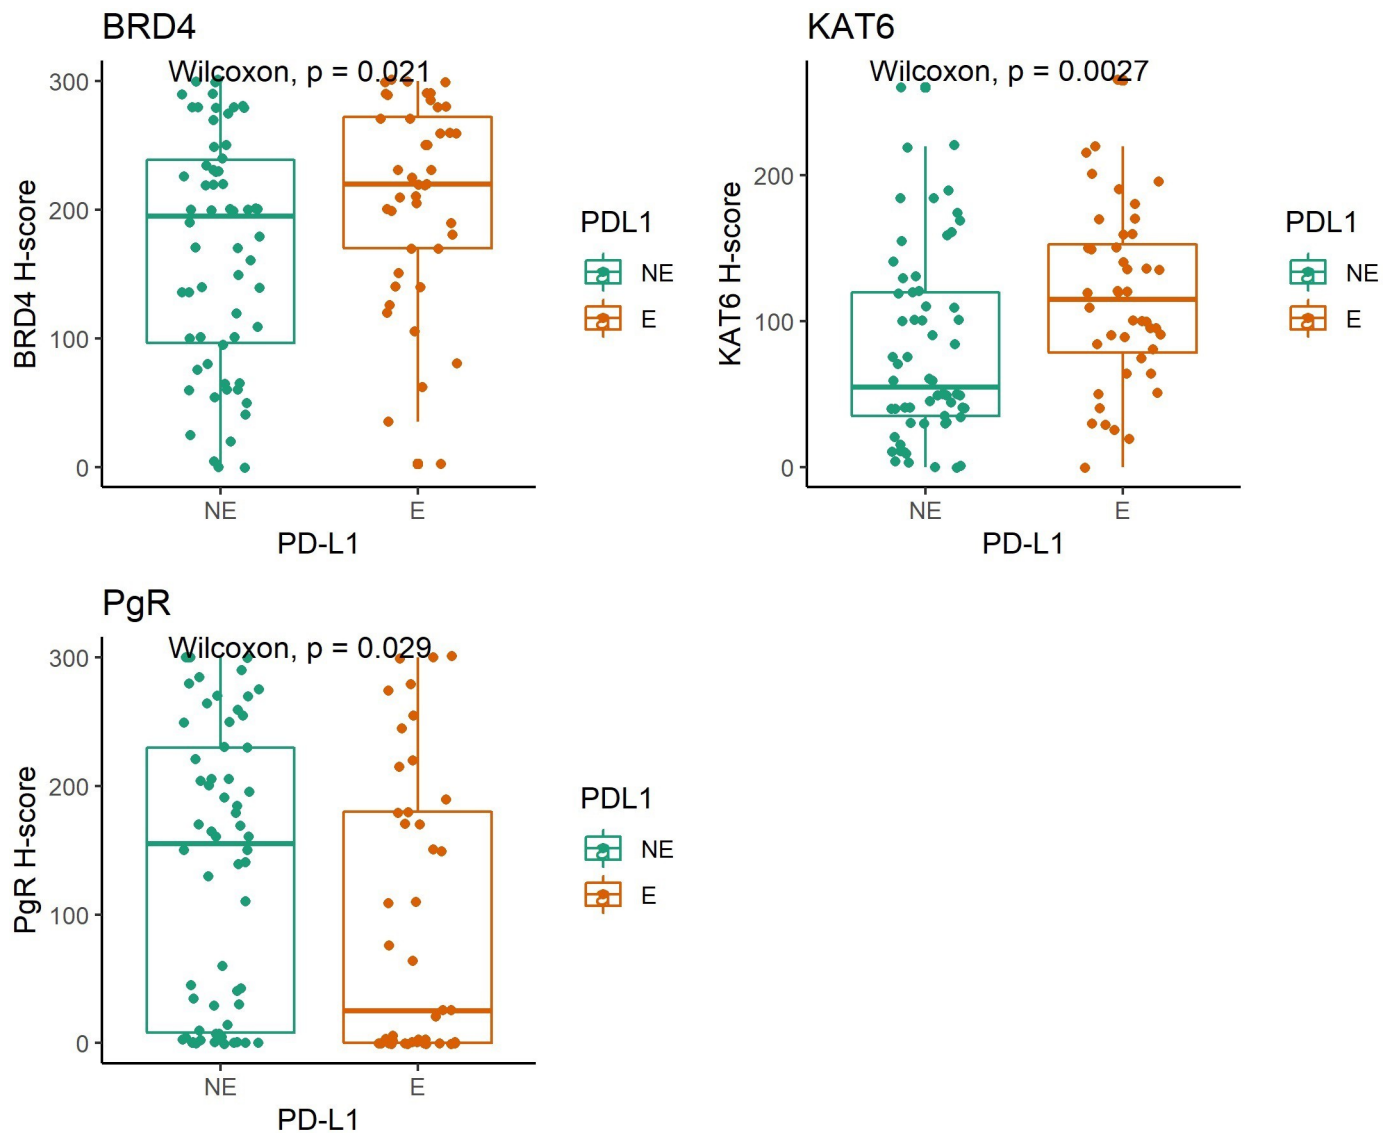 BRD4
Wilcoxon, p = 0.021
300
200
100
0
BRD4 H-score
NE
E
PD-L1
PDL1
NE
E
KAT6
Wilcoxon, p = 0.0027
200
100
0
KAT6 H-score
NE
E
PD-L1
PDL1
NE
E
PgR
Wilcoxon, p = 0.029
300
200
100
0
PgR H-score
NE
E
PD-L1
PDL1
NE
E